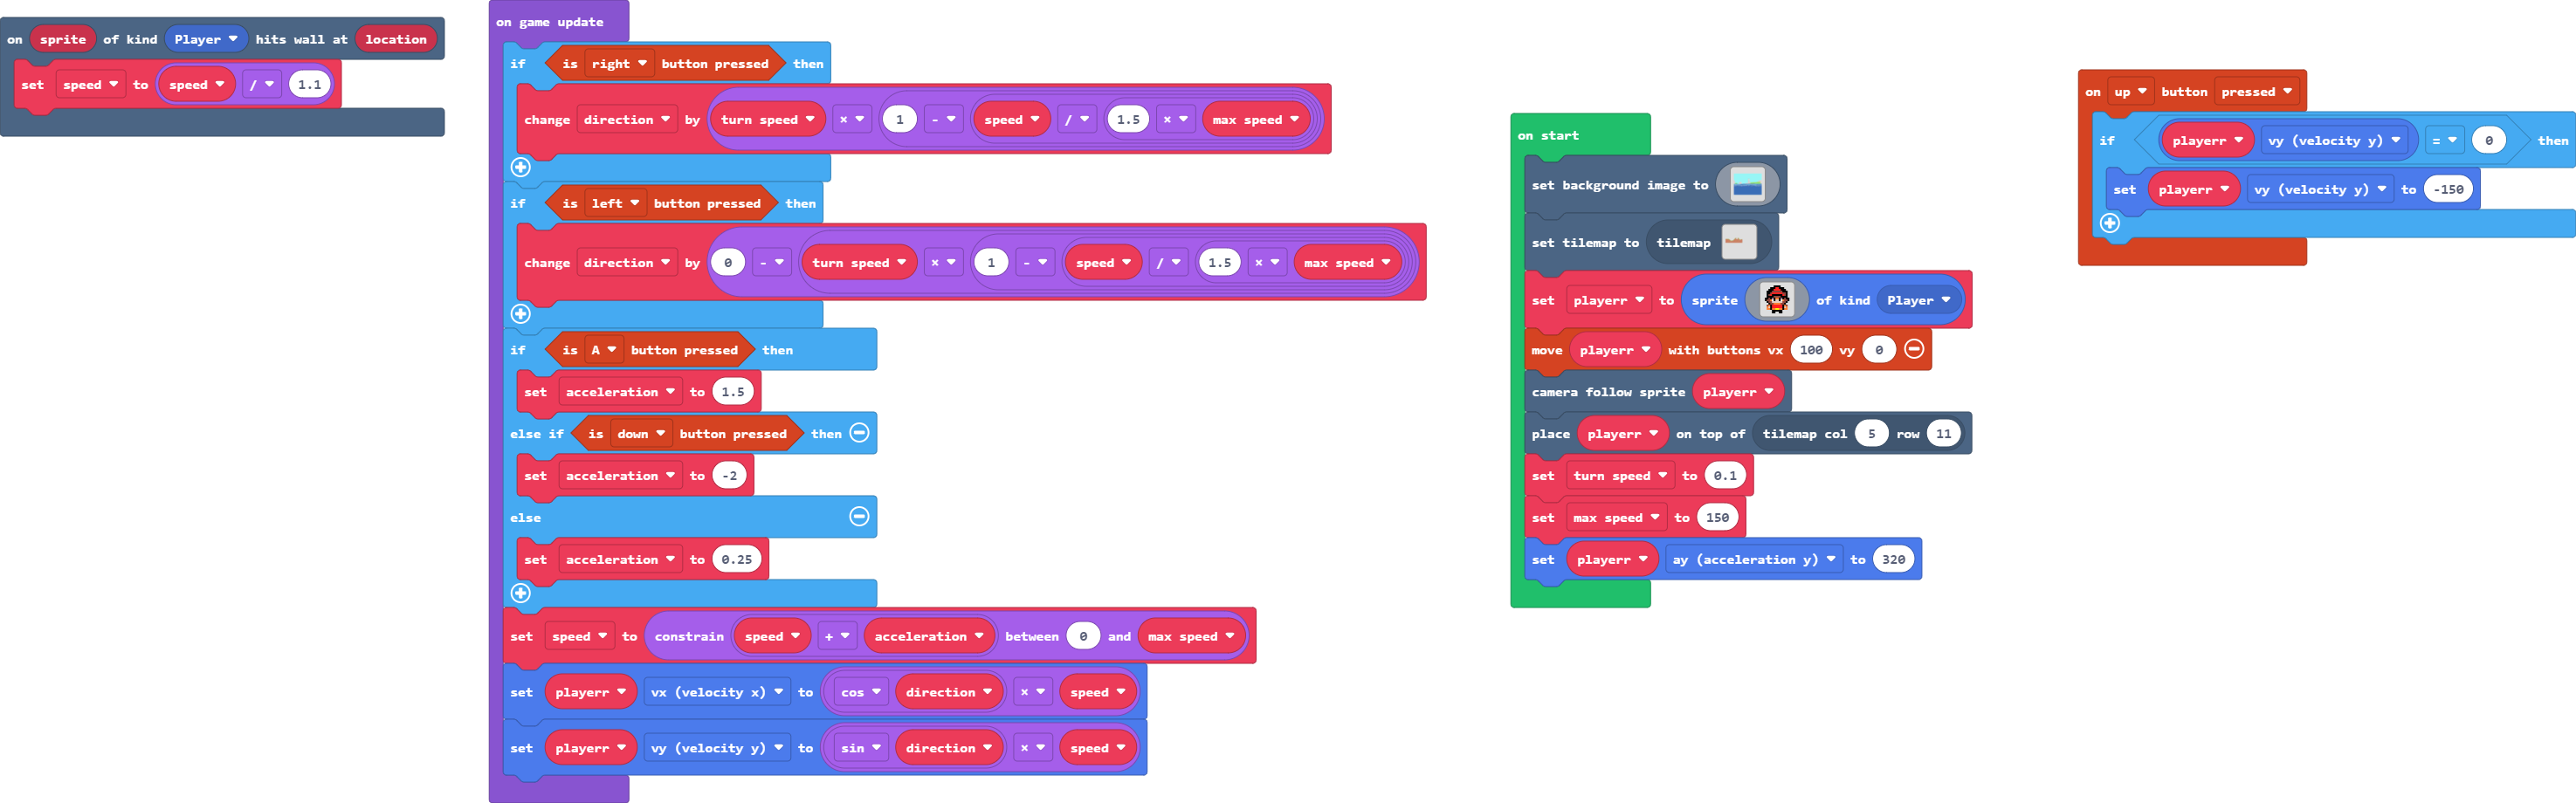 on sprite of kind Player hits wall at location
set speed to speed / 1.1
on game update
if is right button pressed then
change direction by turn speed × 1 - speed / 1.5 × max speed
if is left button pressed then
change direction by 0 - turn speed × 1 - speed / 1.5 × max speed
if is A button pressed then
set acceleration to 1.5
else if is down button pressed then
set acceleration to -2
else
set acceleration to 0.25
set speed to constrain speed + acceleration between 0 and max speed
set playerr vx (velocity x) to cos direction × speed
set playerr vy (velocity y) to sin direction × speed
on start
set background image to
set tilemap to tilemap
set playerr to sprite of kind Player
move playerr with buttons vx 100 vy 0
camera follow sprite playerr
place playerr on top of tilemap col 5 row 11
set turn speed to 0.1
set max speed to 150
set playerr ay (acceleration y) to 320
on up button pressed
if playerr vy (velocity y) = 0 then
set playerr vy (velocity y) to -150